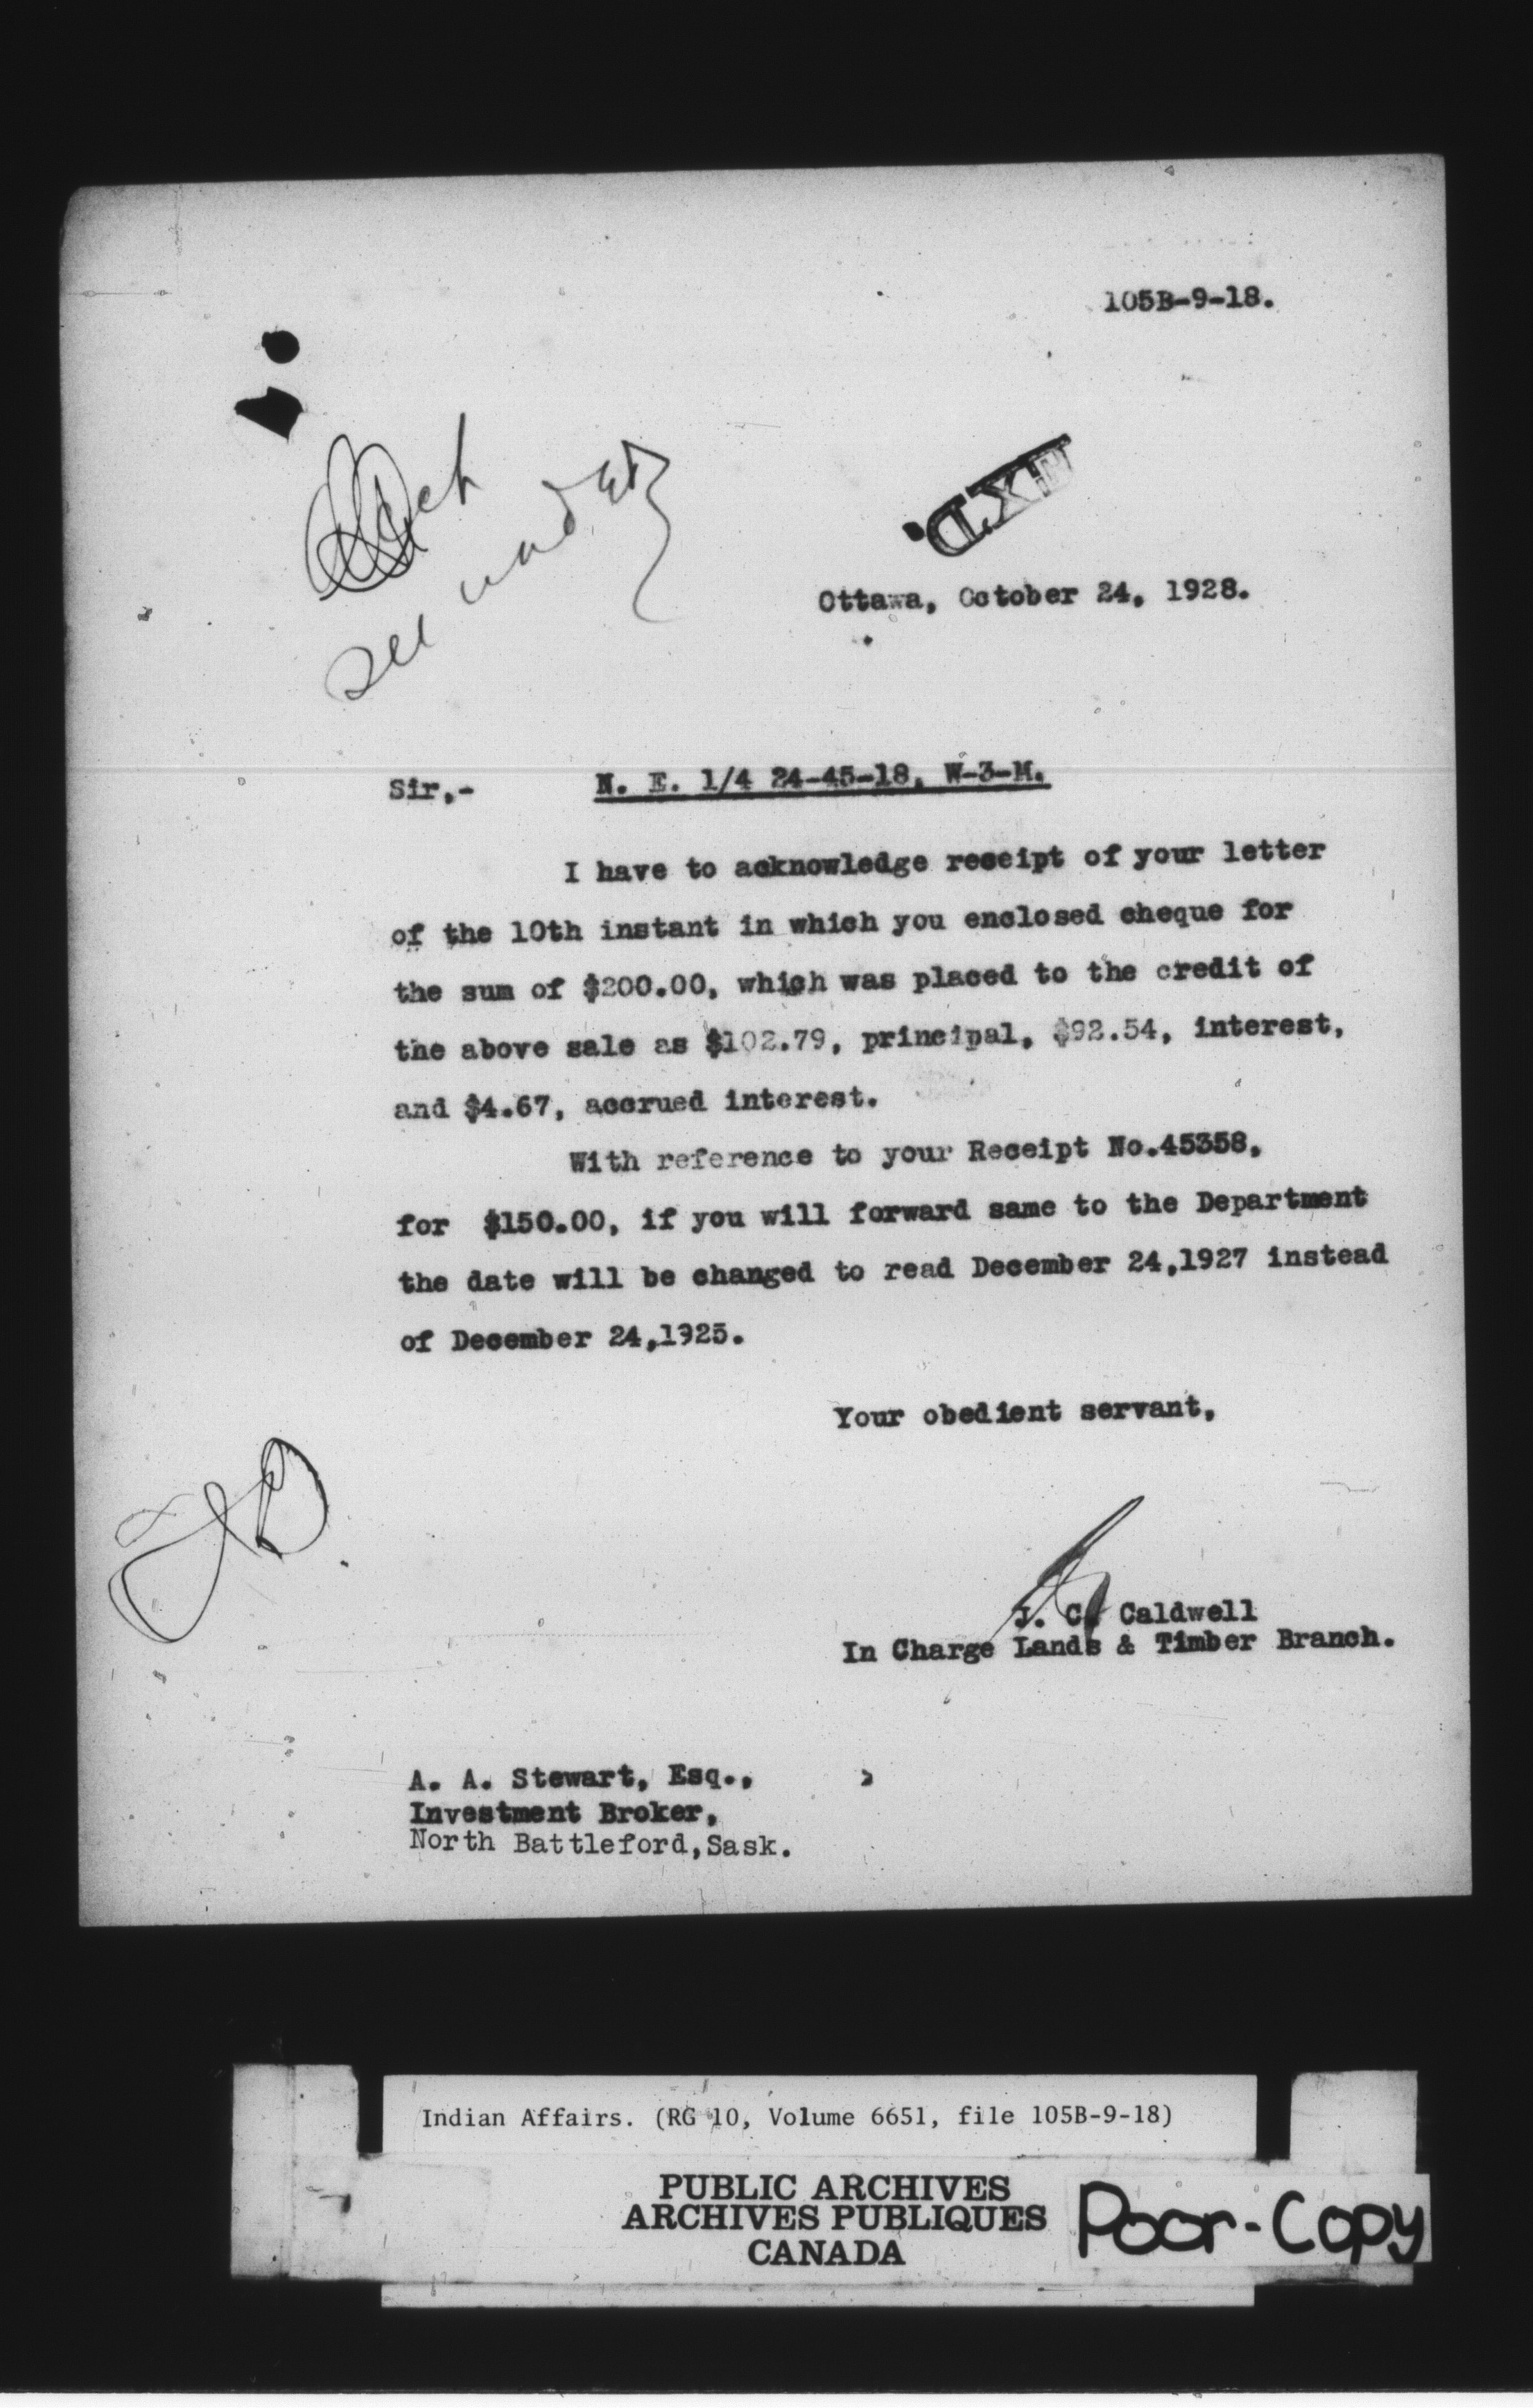 105B-9-18.
EXD.
see under
Ottawa, October 24, 1928.
Sir,- N. E. 1/4 24-45-18, W-3-M.
I have to acknowledge receipt of your letter
of the 10th instant in which you enclosed cheque for
the sum of $200.00, which was placed to the credit of
the above sale as $102.79, principal, $92.54, interest,
and $4.67, accrued interest.
With reference to your Receipt No.45358,
for $150.00, if you will forward same to the Department
the date will be changed to read December 24,1927 instead
of December 24,1925.
Your obedient servant,
J. C. Caldwell
In Charge Lands & Timber Branch.
A. A. Stewart, Esq.,
Investment Broker,
North Battleford,Sask.
Indian Affairs. (RG 10, Volume 6651, file 105B-9-18)
PUBLIC ARCHIVES
ARCHIVES PUBLIQUES
CANADA
Poor-Copy